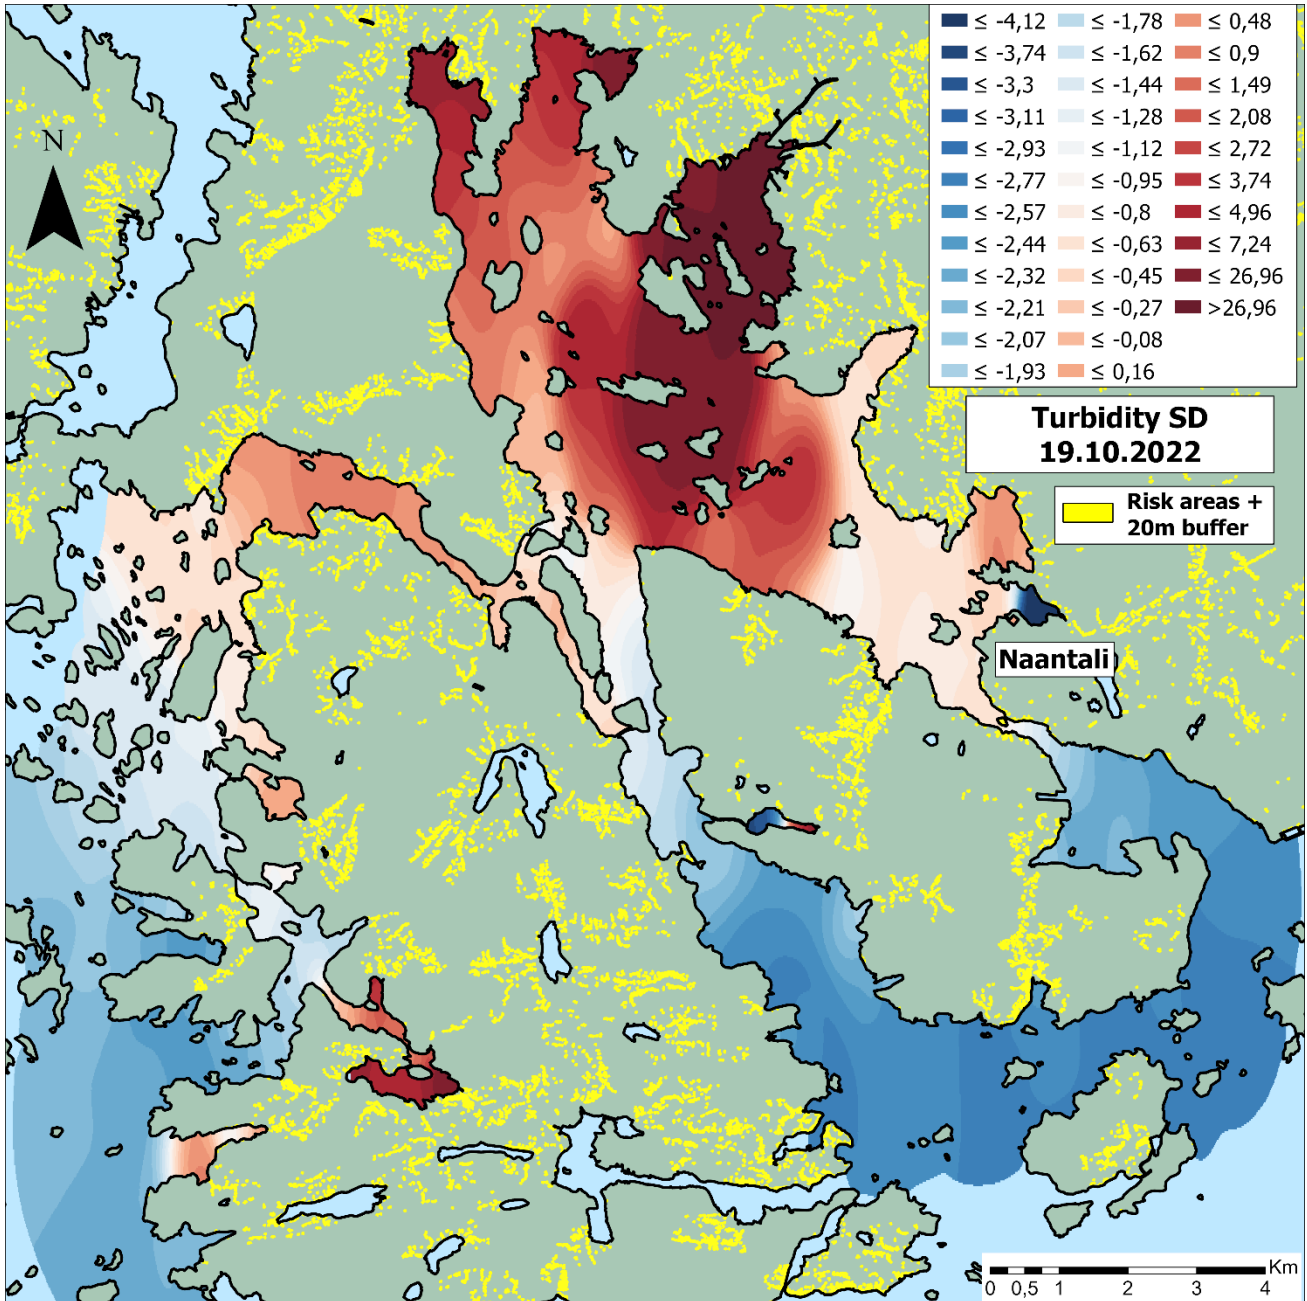 ≤ -4,12 ≤ -1,78 ≤ 0,48
≤ -3,74 ≤ -1,62 ≤ 0,9
≤ -3,3 ≤ -1,44 ≤ 1,49
≤ -3,11 ≤ -1,28 ≤ 2,08
≤ -2,93 ≤ -1,12 ≤ 2,72
≤ -2,77 ≤ -0,95 ≤ 3,74
≤ -2,57 ≤ -0,8 ≤ 4,96
≤ -2,44 ≤ -0,63 ≤ 7,24
≤ -2,32 ≤ -0,45 ≤ 26,96
≤ -2,21 ≤ -0,27 >26,96
≤ -2,07 ≤ -0,08
≤ -1,93 ≤ 0,16
N
Turbidity SD
19.10.2022
Risk areas +
20m buffer
Naantali
Km
0 0,5 1 2 3 4